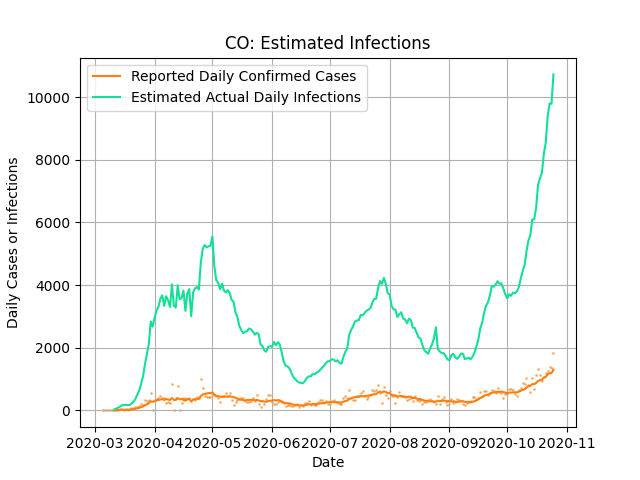 CO: Estimated Infections
Reported Daily Confirmed Cases
Estimated Actual Daily Infections
Daily Cases or Infections
10000
8000
6000
4000
2000
0
2020-03 2020-04 2020-05 2020-06 2020-07 2020-08 2020-09 2020-10 2020-11
Date